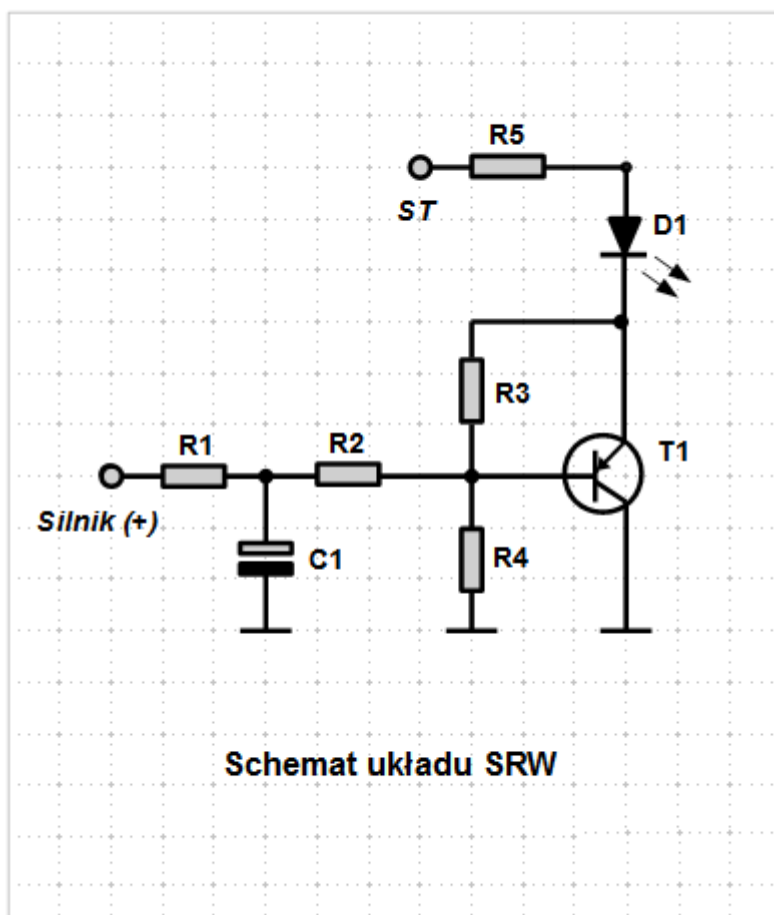 R5
ST
D1
R3
R1
R2
T1
Silnik (+)
C1
R4
Schemat układu SRW